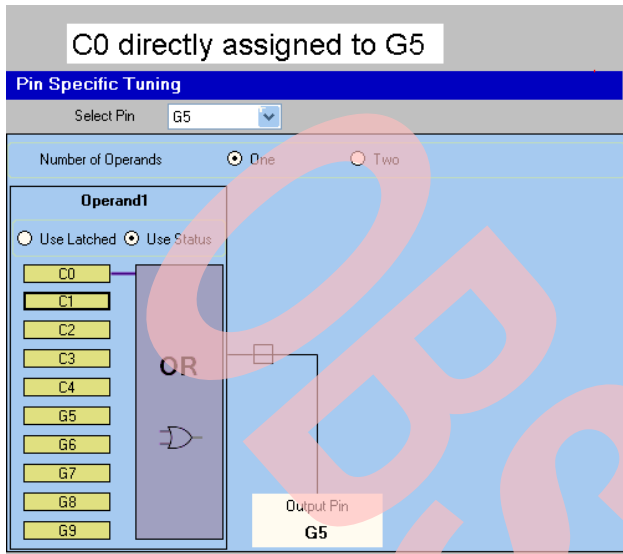 C0 directly assigned to G5
Pin Specific Tuning
Select Pin G5
Number of Operands One Two
Operand1
Use Latched Use Status
C0
C1
C2
C3
C4
G5
G6
G7
G8
G9
OR
Output Pin
G5
OBS